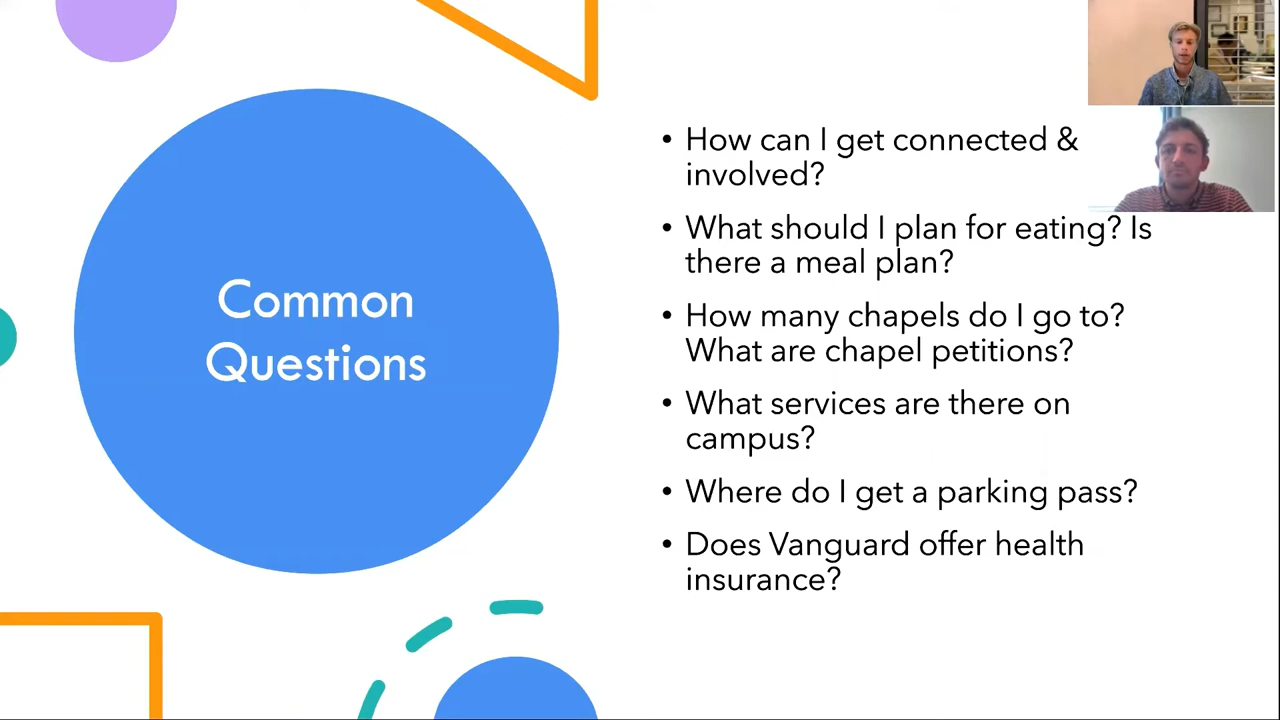 Common
Questions
• How can I get connected &
involved?
• What should I plan for eating? Is
there a meal plan?
• How many chapels do I go to?
What are chapel petitions?
• What services are there on
campus?
• Where do I get a parking pass?
• Does Vanguard offer health
insurance?